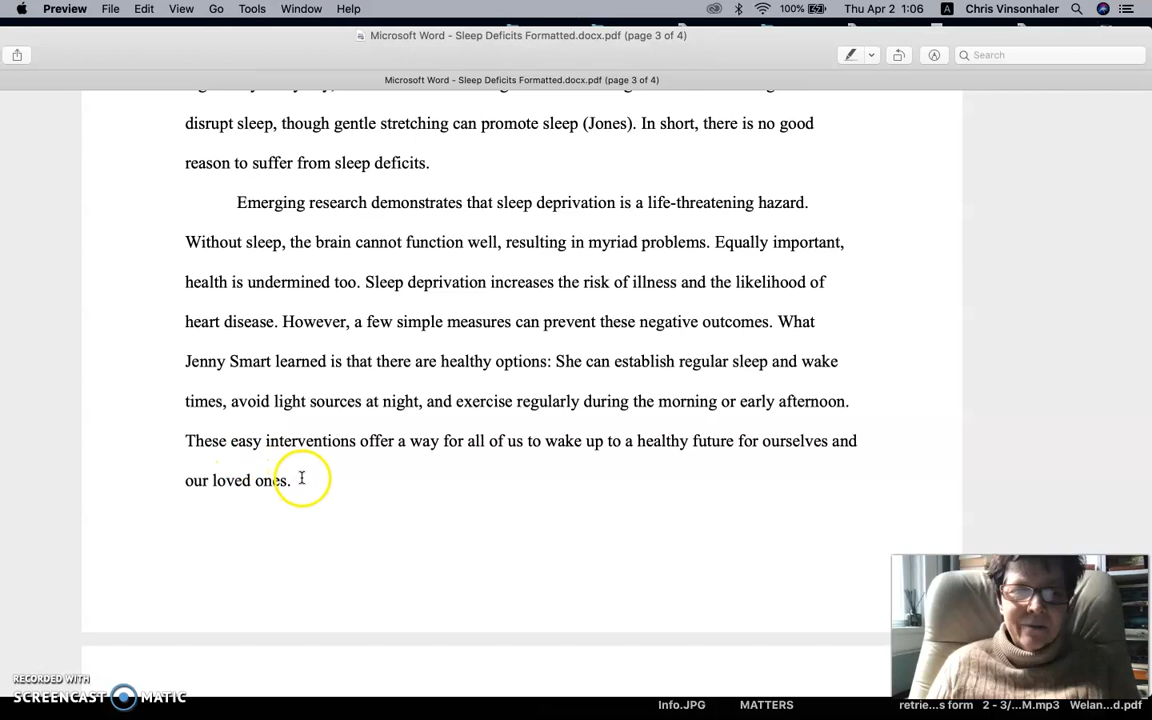 Preview File Edit View Go Tools Window Help 100% Thu Apr 2 1:06 A Chris Vinsonhaler
Microsoft Word - Sleep Deficits Formatted.docx.pdf (page 3 of 4)
Search
Microsoft Word - Sleep Deficits Formatted.docx.pdf (page 3 of 4)
disrupt sleep, though gentle stretching can promote sleep (Jones). In short, there is no good
reason to suffer from sleep deficits.
Emerging research demonstrates that sleep deprivation is a life-threatening hazard.
Without sleep, the brain cannot function well, resulting in myriad problems. Equally important,
health is undermined too. Sleep deprivation increases the risk of illness and the likelihood of
heart disease. However, a few simple measures can prevent these negative outcomes. What
Jenny Smart learned is that there are healthy options: She can establish regular sleep and wake
times, avoid light sources at night, and exercise regularly during the morning or early afternoon.
These easy interventions offer a way for all of us to wake up to a healthy future for ourselves and
our loved ones.
RECORDED WITH
SCREENCAST MATIC
Info.JPG MATTERS retrie...s form 2 - 3/...M.mp3 Welan...d.pdf